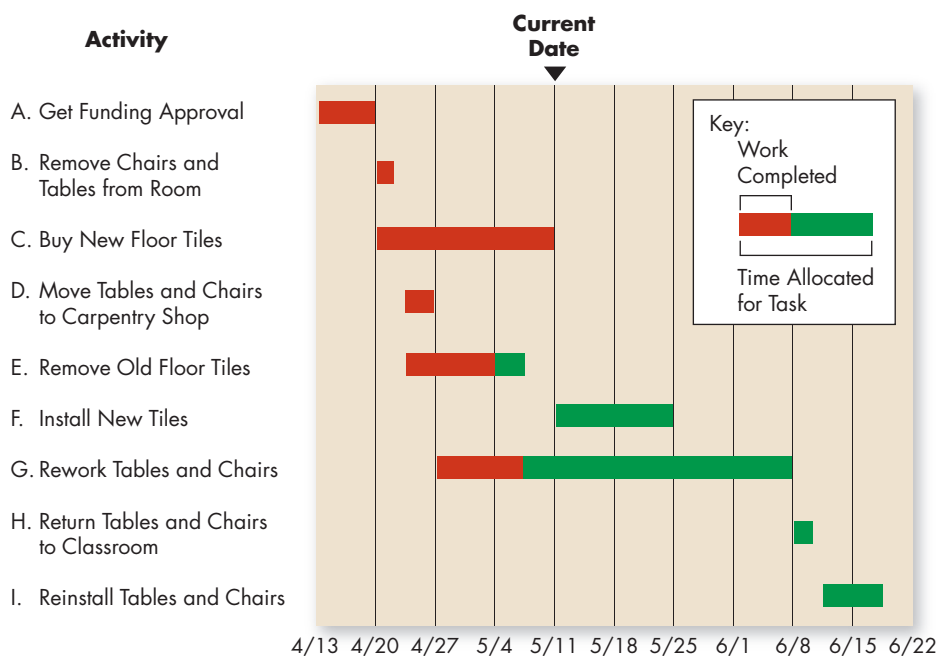 Activity
Current
Date
A. Get Funding Approval
B. Remove Chairs and
Tables from Room
C. Buy New Floor Tiles
D. Move Tables and Chairs
to Carpentry Shop
E. Remove Old Floor Tiles
F. Install New Tiles
G. Rework Tables and Chairs
H. Return Tables and Chairs
to Classroom
I. Reinstall Tables and Chairs
Key:
Work
Completed
Time Allocated
for Task
4/13 4/20 4/27 5/4 5/11 5/18 5/25 6/1 6/8 6/15 6/22